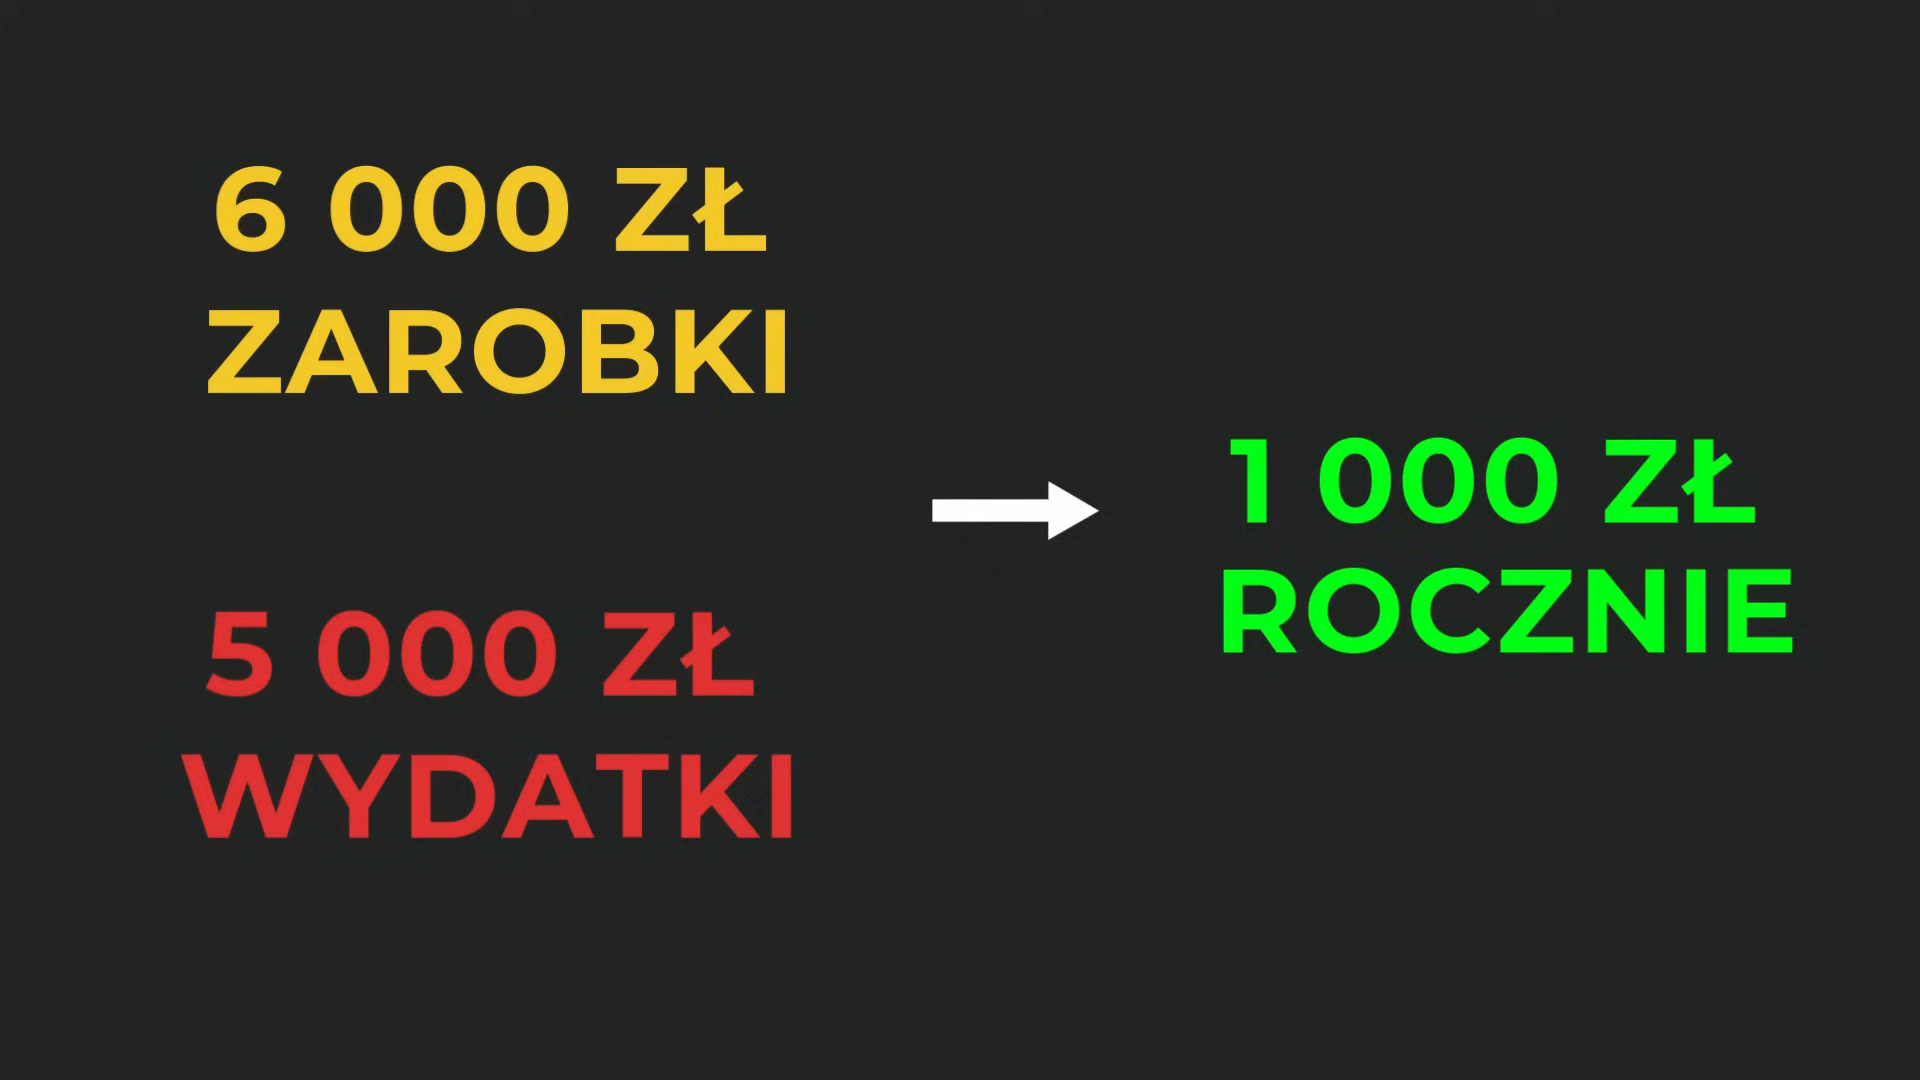 6 000 ZŁ
ZAROBKI
5 000 ZŁ
WYDATKI
1 000 ZŁ
ROCZNIE